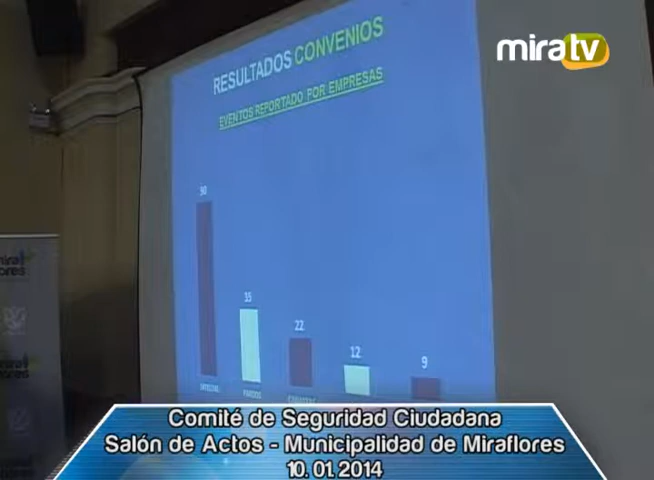 miratv
RESULTADOS CONVENIOS
EVENTOS REPORTADO POR EMPRESAS
90
35
22
12
9
Comité de Seguridad Ciudadana
Salón de Actos - Municipalidad de Miraflores
10.01.2014